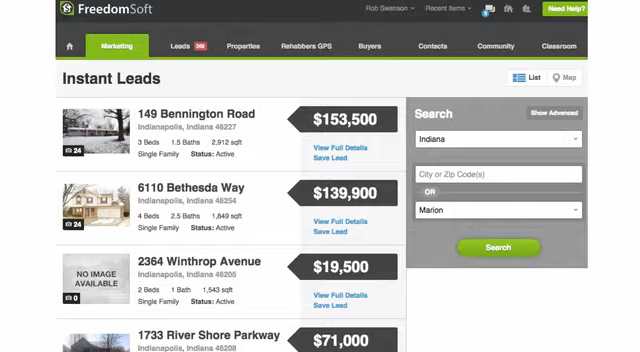 FreedomSoft
Rob Swenson
Recent Items
Need Help?
Marketing
Leads 268
Properties
Rehabbers GPS
Buyers
Contacts
Community
Classroom
Instant Leads
List
Map
149 Bennington Road
Indianapolis, Indiana 46227
3 Beds 1.5 Baths 2,912 sqft
Single Family Status: Active
24
$153,500
View Full Details
Save Lead
6110 Bethesda Way
Indianapolis, Indiana 46254
4 Beds 2.5 Baths 1,849 sqft
Single Family Status: Active
24
$139,900
View Full Details
Save Lead
NO IMAGE
AVAILABLE
0
2364 Winthrop Avenue
Indianapolis, Indiana 46205
2 Beds 1 Bath 1,543 sqft
Single Family Status: Active
$19,500
View Full Details
Save Lead
1733 River Shore Parkway
Indianapolis, Indiana 46208
$71,000
Search
Show Advanced
Indiana
City or Zip Code(s)
OR
Marion
Search